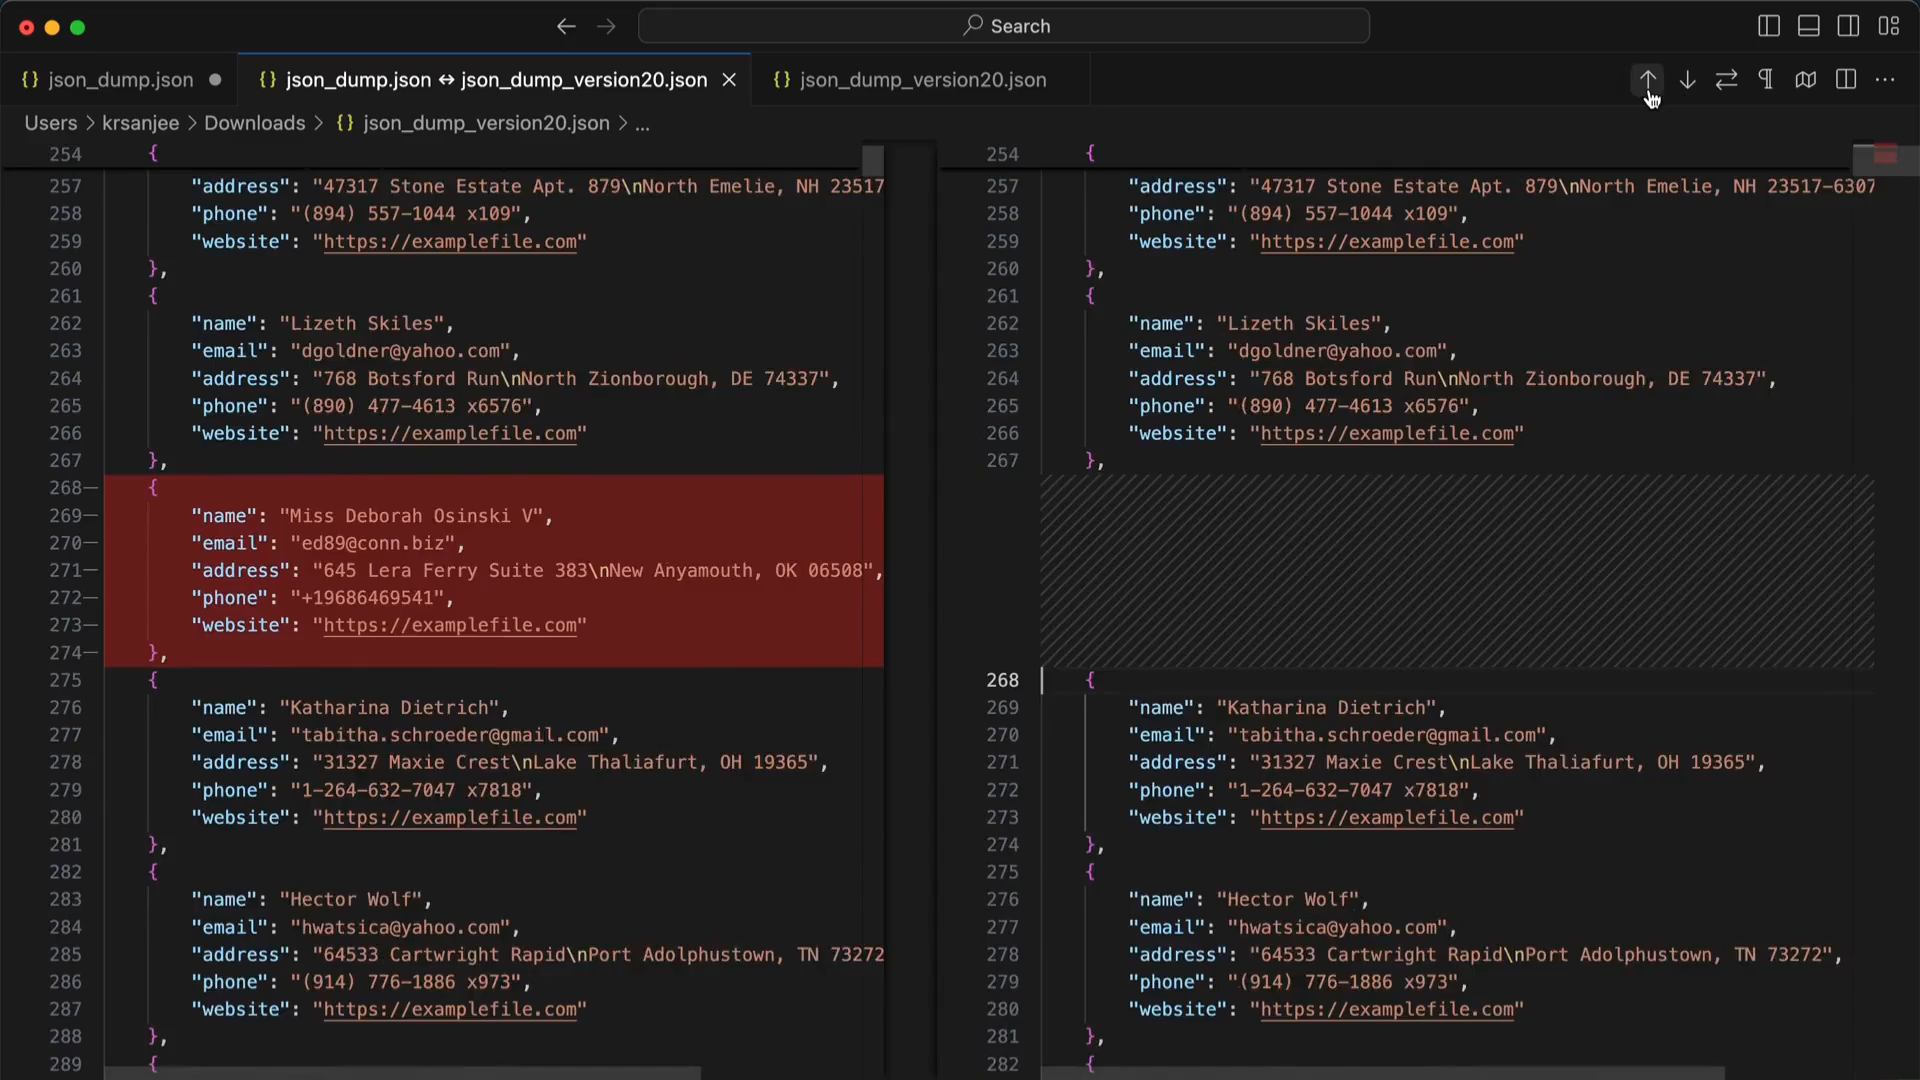 Search
json_dump.json
json_dump.json ↔ json_dump_version20.json
json_dump_version20.json
Users > krsanjee > Downloads > {} json_dump_version20.json > ...
254 {
257 "address": "47317 Stone Estate Apt. 879\nNorth Emelie, NH 23517
258 "phone": "(894) 557-1044 x109",
259 "website": "https://examplefile.com"
260 },
261 {
262 "name": "Lizeth Skiles",
263 "email": "dgoldner@yahoo.com",
264 "address": "768 Botsford Run\nNorth Zionborough, DE 74337",
265 "phone": "(890) 477-4613 x6576",
266 "website": "https://examplefile.com"
267 },
268— {
269— "name": "Miss Deborah Osinski V",
270— "email": "ed89@conn.biz",
271— "address": "645 Lera Ferry Suite 383\nNew Anyamouth, OK 06508",
272— "phone": "+19686469541",
273— "website": "https://examplefile.com"
274— },
275 {
276 "name": "Katharina Dietrich",
277 "email": "tabitha.schroeder@gmail.com",
278 "address": "31327 Maxie Crest\nLake Thaliafurt, OH 19365",
279 "phone": "1-264-632-7047 x7818",
280 "website": "https://examplefile.com"
281 },
282 {
283 "name": "Hector Wolf",
284 "email": "hwatsica@yahoo.com",
285 "address": "64533 Cartwright Rapid\nPort Adolphustown, TN 73272
286 "phone": "(914) 776-1886 x973",
287 "website": "https://examplefile.com"
288 },
289 {
254 {
257 "address": "47317 Stone Estate Apt. 879\nNorth Emelie, NH 23517-6307
258 "phone": "(894) 557-1044 x109",
259 "website": "https://examplefile.com"
260 },
261 {
262 "name": "Lizeth Skiles",
263 "email": "dgoldner@yahoo.com",
264 "address": "768 Botsford Run\nNorth Zionborough, DE 74337",
265 "phone": "(890) 477-4613 x6576",
266 "website": "https://examplefile.com"
267 },
268 {
269 "name": "Katharina Dietrich",
270 "email": "tabitha.schroeder@gmail.com",
271 "address": "31327 Maxie Crest\nLake Thaliafurt, OH 19365",
272 "phone": "1-264-632-7047 x7818",
273 "website": "https://examplefile.com"
274 },
275 {
276 "name": "Hector Wolf",
277 "email": "hwatsica@yahoo.com",
278 "address": "64533 Cartwright Rapid\nPort Adolphustown, TN 73272",
279 "phone": "(914) 776-1886 x973",
280 "website": "https://examplefile.com"
281 },
282 {